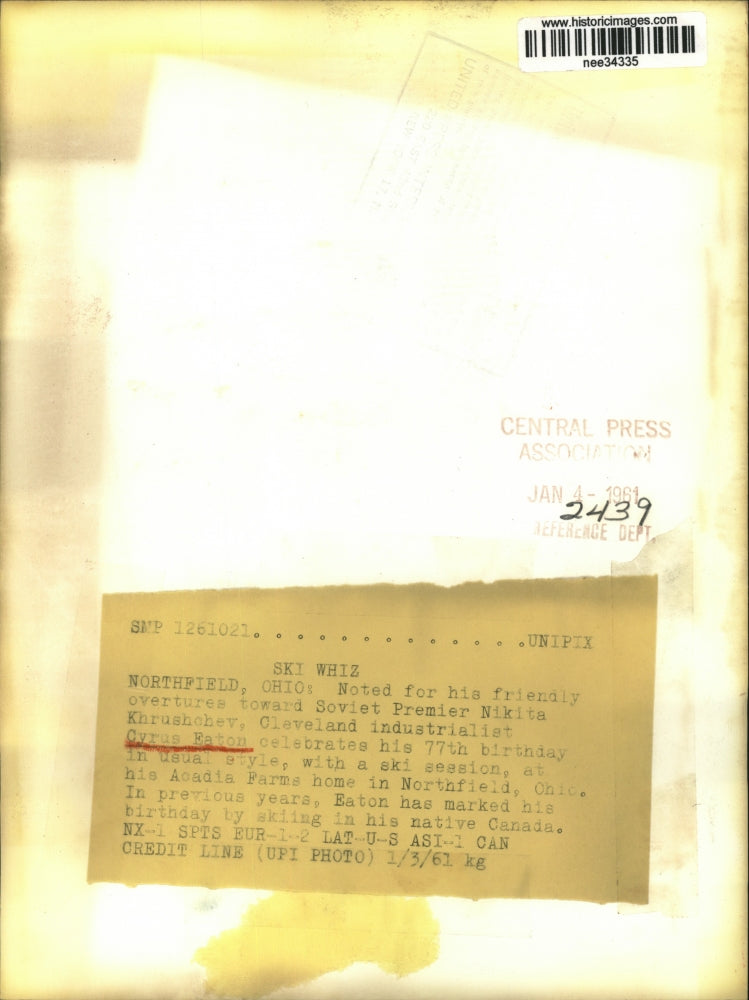 www.historicimages.com
nee34335
UNITED
CENTRAL PRESS
ASSOCIATION
JAN 4- 1961
2439
REFERENCE DEPT.
SNP 1261021. . . . . . . . . . . . . .UNIPIX
SKI WHIZ
NORTHFIELD, OHIO: Noted for his friendly
overtures toward Soviet Premier Nikita
Khrushchev, Cleveland industrialist
Cyrus Eaton celebrates his 77th birthday
in usual style, with a ski session, at
his Acadia Farms home in Northfield, Ohio.
In previous years, Eaton has marked his
birthday by skiing in his native Canada.
NX--1 SPTS EUR-1-2 LAT-U-S ASI-1 CAN
CREDIT LINE (UPI PHOTO) 1/3/61 kg